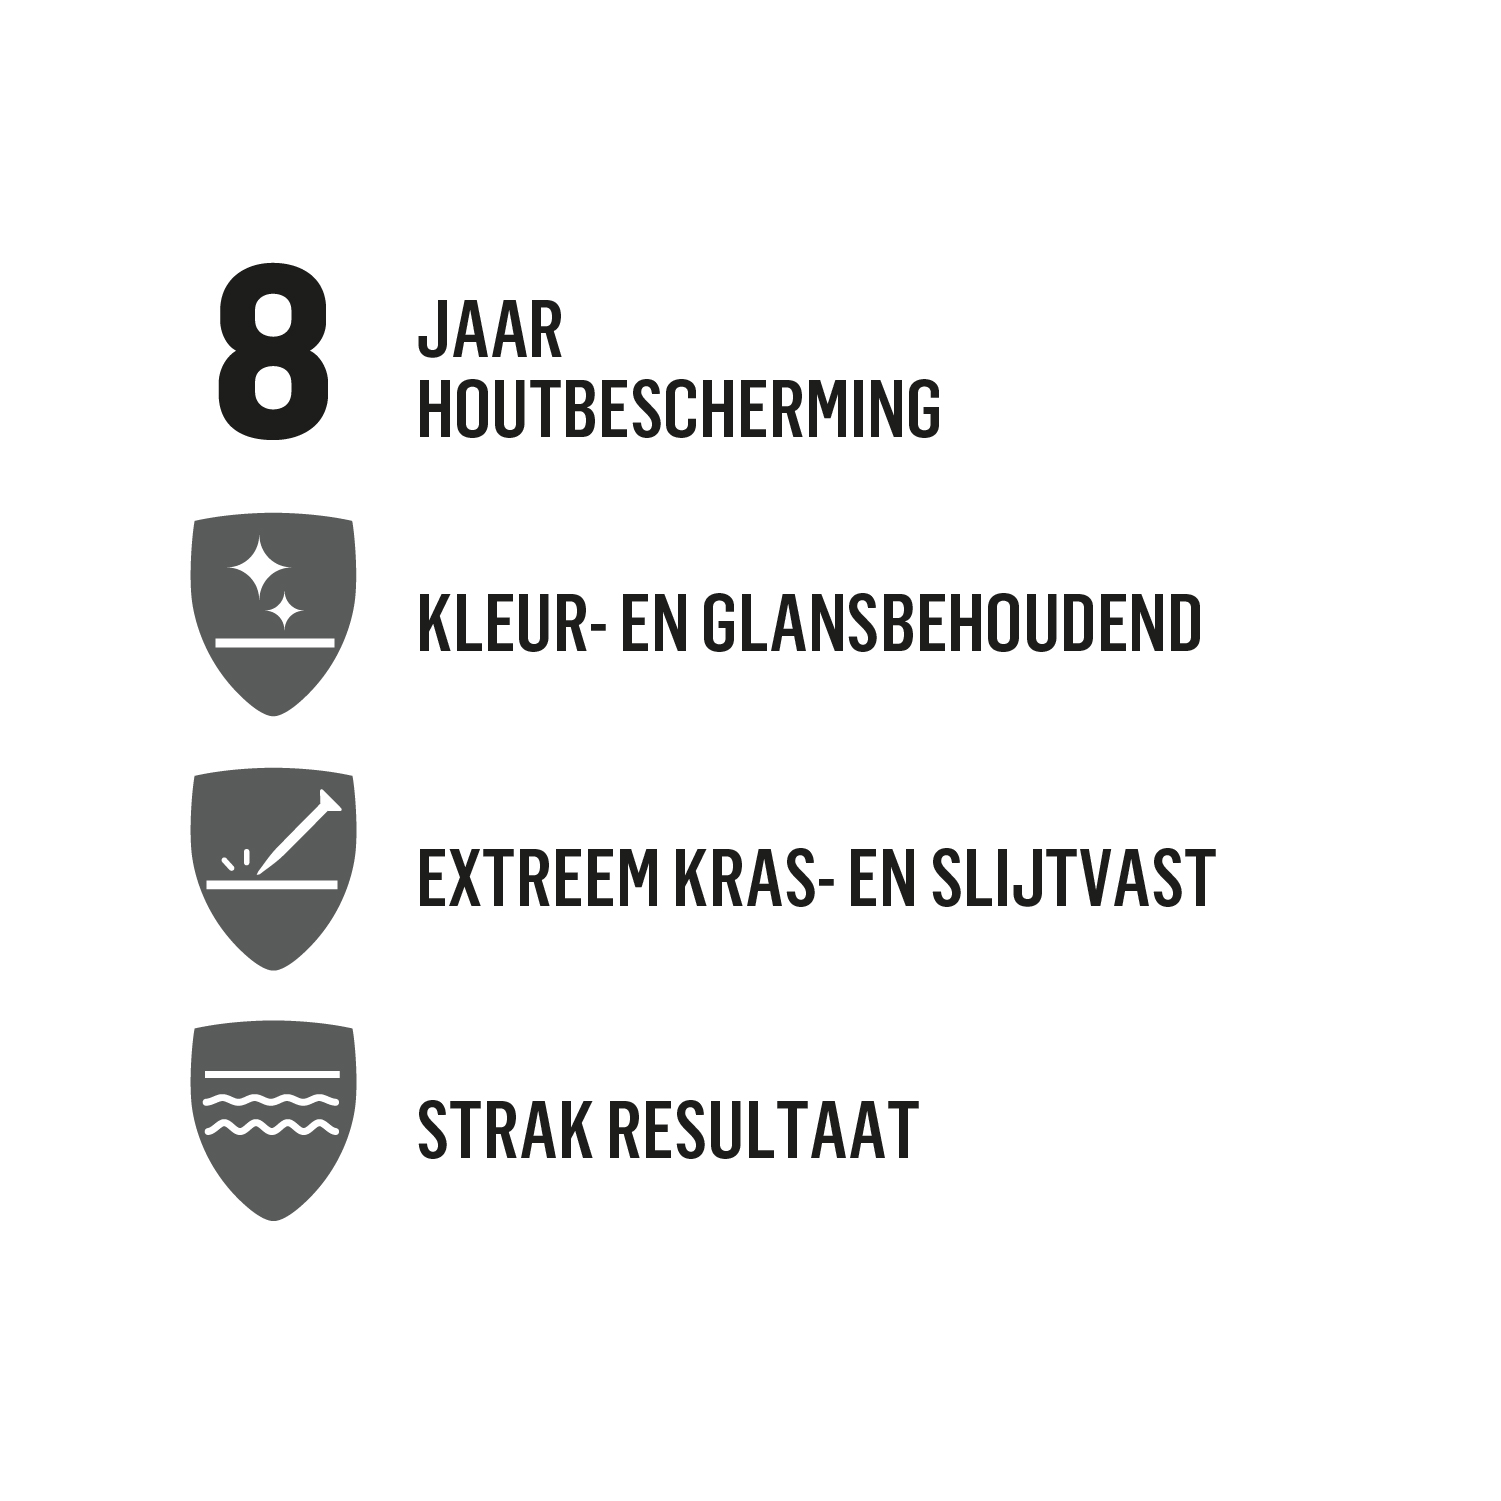 8 JAAR
HOUTBESCHERMING
KLEUR- EN GLANSBEHOUDEND
EXTREEM KRAS- EN SLIJTVAST
STRAK RESULTAAT